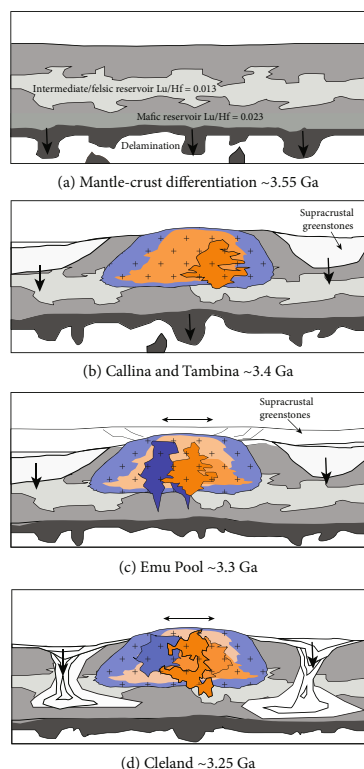 Intermediate/felsic reservoir Lu/Hf = 0.013
Mafic reservoir Lu/Hf = 0.023
Delamination
(a) Mantle-crust differentiation ~3.55 Ga
Supracrustal
greenstones
(b) Callina and Tambina ~3.4 Ga
Supracrustal
greenstones
(c) Emu Pool ~3.3 Ga
(d) Cleland ~3.25 Ga